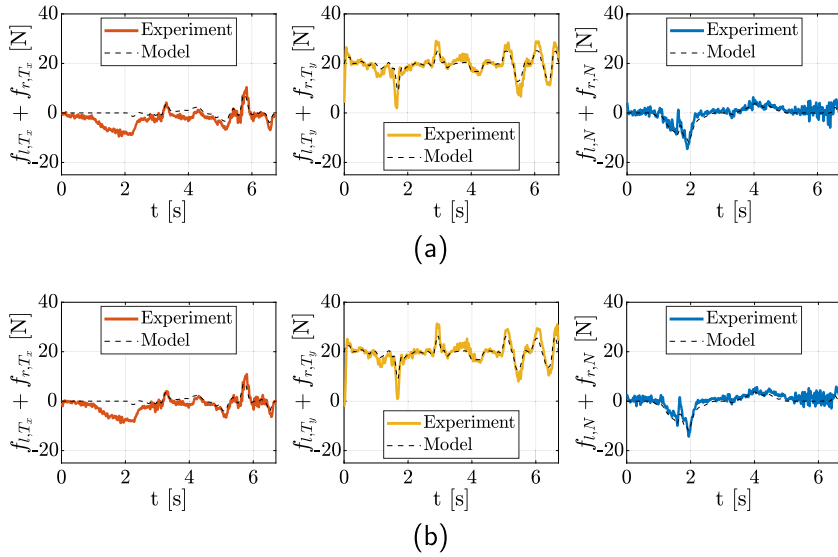 f_{l,T_x} + f_{r,T_x} [N]
40
20
0
-20
Experiment
Model
0 2 4 6
t [s]
f_{l,T_y} + f_{r,T_y} [N]
40
20
0
-20
Experiment
Model
0 2 4 6
t [s]
f_{l,N} + f_{r,N} [N]
40
20
0
-20
Experiment
Model
0 2 4 6
t [s]
(a)
f_{l,T_x} + f_{r,T_x} [N]
40
20
0
-20
Experiment
Model
0 2 4 6
t [s]
f_{l,T_y} + f_{r,T_y} [N]
40
20
0
-20
Experiment
Model
0 2 4 6
t [s]
f_{l,N} + f_{r,N} [N]
40
20
0
-20
Experiment
Model
0 2 4 6
t [s]
(b)